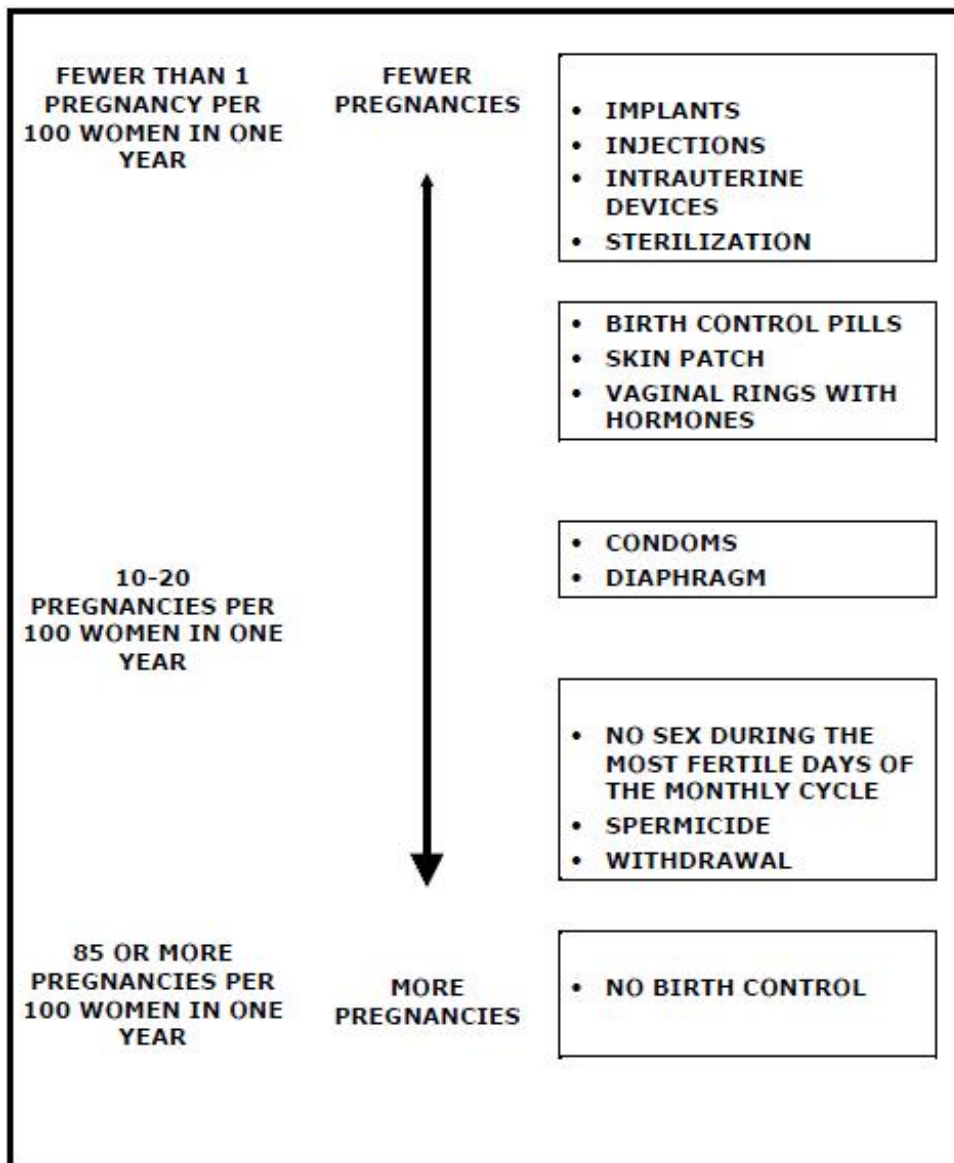 FEWER THAN 1
PREGNANCY PER
100 WOMEN IN ONE
YEAR
FEWER
PREGNANCIES
• IMPLANTS
• INJECTIONS
• INTRAUTERINE
DEVICES
• STERILIZATION
• BIRTH CONTROL PILLS
• SKIN PATCH
• VAGINAL RINGS WITH
HORMONES
10-20
PREGNANCIES PER
100 WOMEN IN ONE
YEAR
• CONDOMS
• DIAPHRAGM
• NO SEX DURING THE
MOST FERTILE DAYS OF
THE MONTHLY CYCLE
• SPERMICIDE
• WITHDRAWAL
85 OR MORE
PREGNANCIES PER
100 WOMEN IN ONE
YEAR
MORE
PREGNANCIES
• NO BIRTH CONTROL